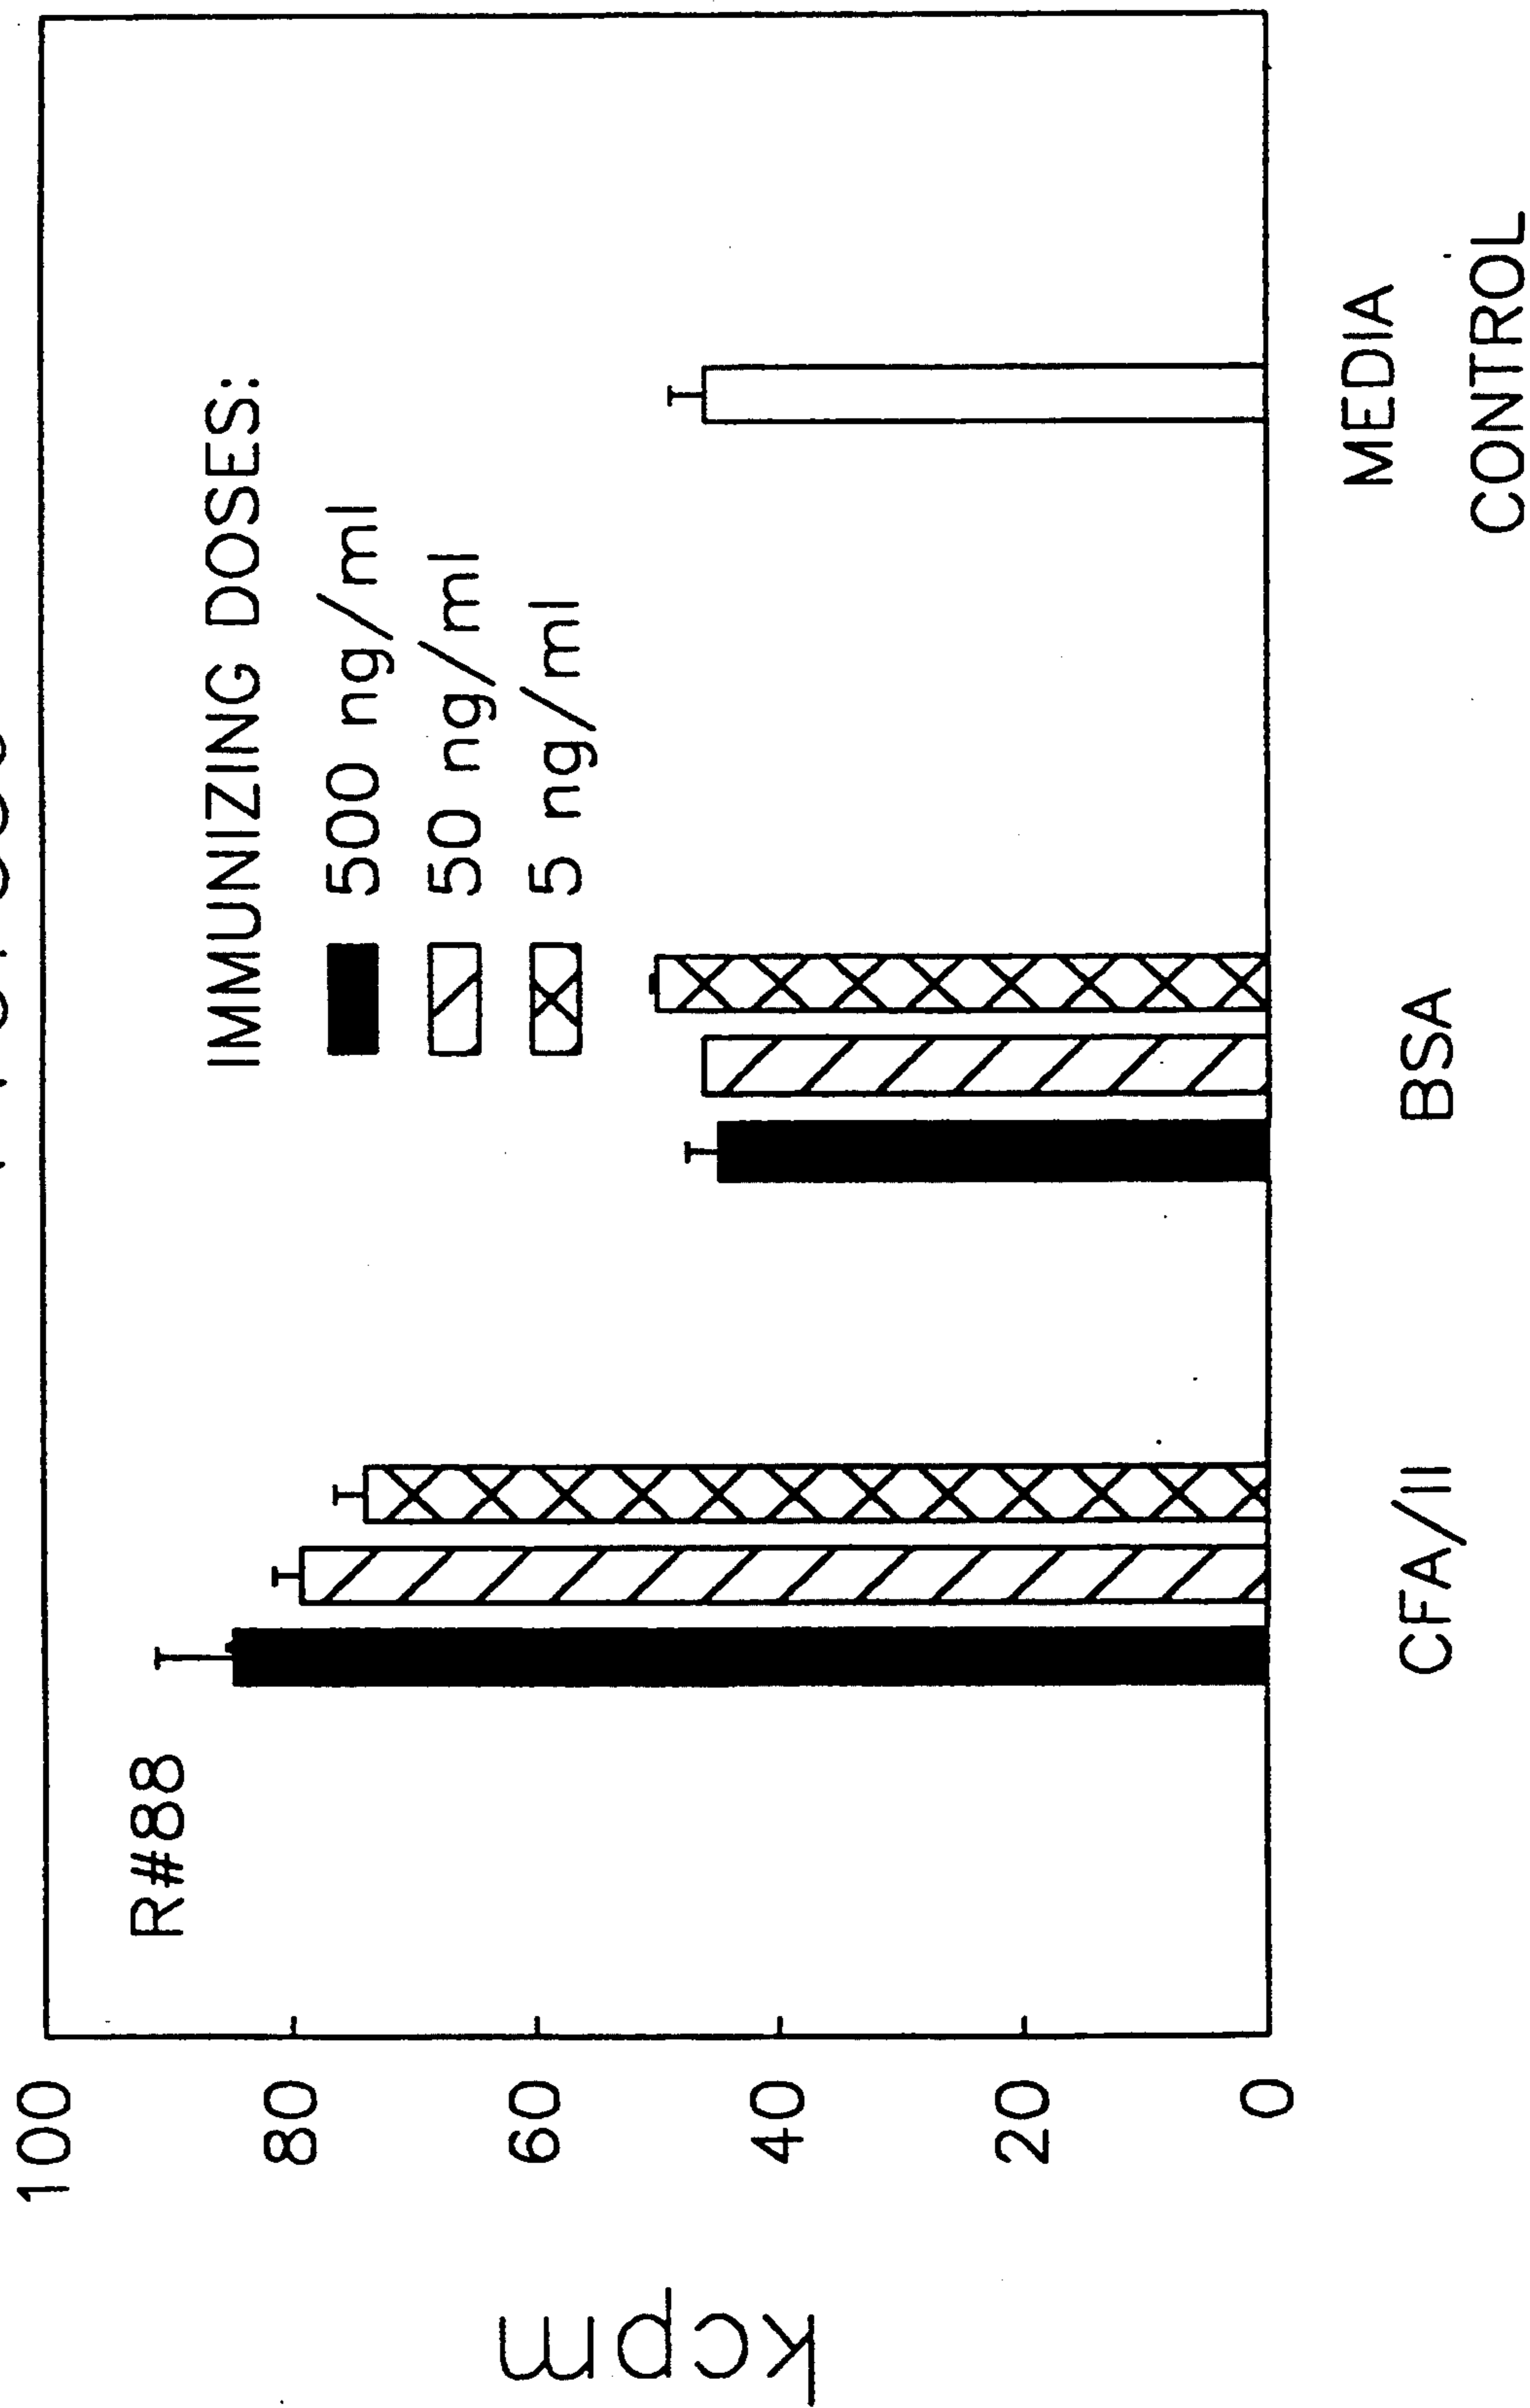 R#88
IMMUNIZING DOSES:
500 ng/ml
50 ng/ml
5 ng/ml
kcpm
100
80
60
40
20
0
CFA/II
BSA
MEDIA
CONTROL